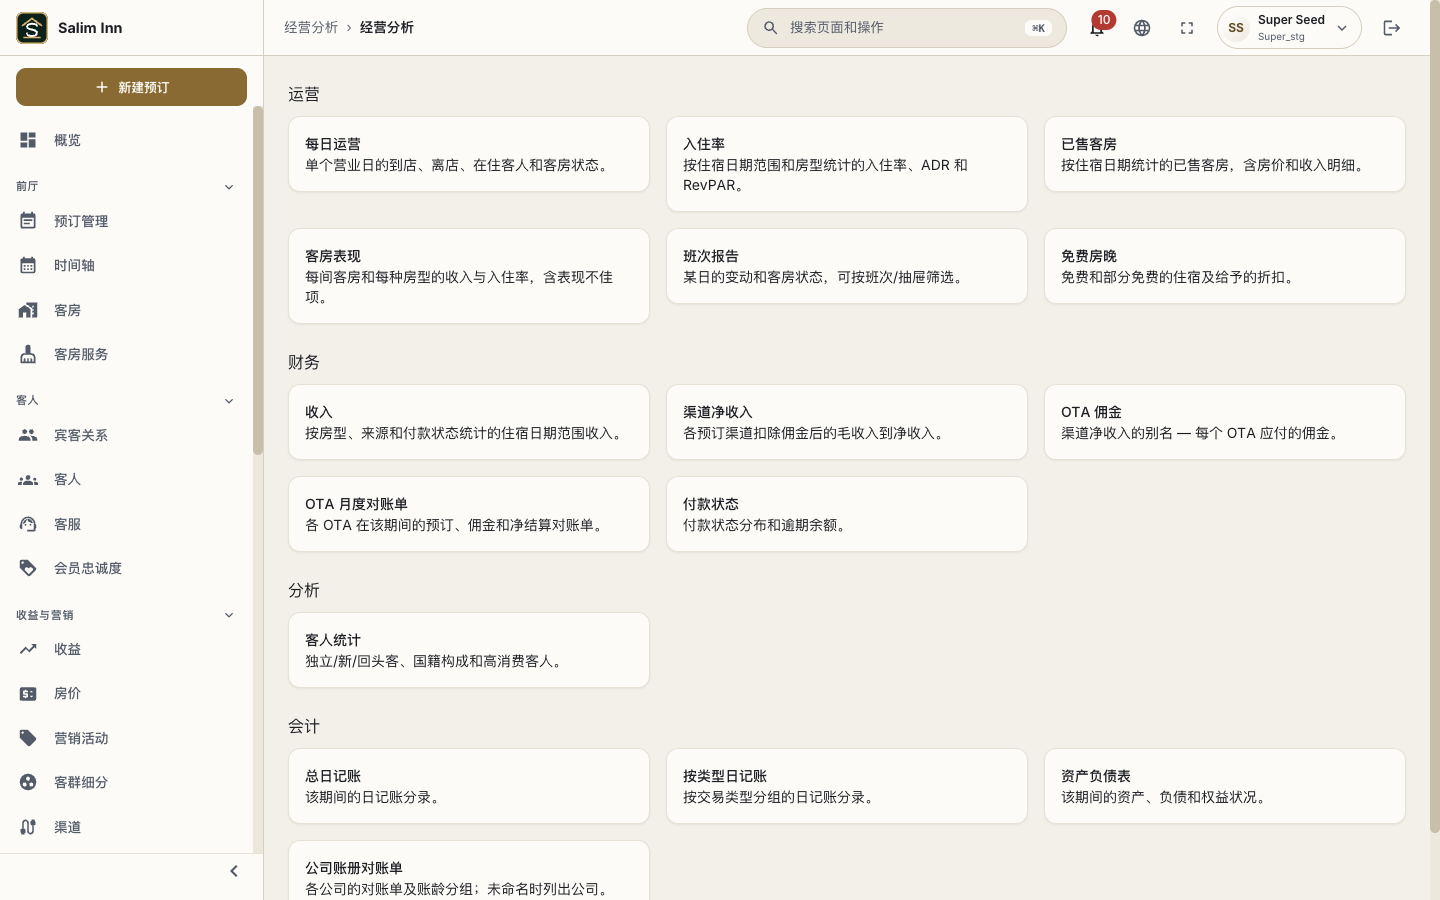 Salim Inn
经营分析 › 经营分析
搜索页面和操作
⌘K
10
SS
Super Seed
Super_stg
新建预订
概览
前厅
预订管理
时间轴
客房
客房服务
客人
宾客关系
客人
客服
会员忠诚度
收益与营销
收益
房价
营销活动
客群细分
渠道
运营
每日运营
单个营业日的到店、离店、在住客人和客房状态。
入住率
按住宿日期范围和房型统计的入住率、ADR 和
RevPAR。
已售客房
按住宿日期统计的已售客房，含房价和收入明细。
客房表现
每间客房和每种房型的收入与入住率，含表现不佳
项。
班次报告
某日的变动和客房状态，可按班次/抽屉筛选。
免费房晚
免费和部分免费的住宿及给予的折扣。
财务
收入
按房型、来源和付款状态统计的住宿日期范围收入。
渠道净收入
各预订渠道扣除佣金后的毛收入到净收入。
OTA 佣金
渠道净收入的别名 — 每个 OTA 应付的佣金。
OTA 月度对账单
各 OTA 在该期间的预订、佣金和净结算对账单。
付款状态
付款状态分布和逾期余额。
分析
客人统计
独立/新/回头客、国籍构成和高消费客人。
会计
总日记账
该期间的日记账分录。
按类型日记账
按交易类型分组的日记账分录。
资产负债表
该期间的资产、负债和权益状况。
公司账册对账单
各公司的对账单及账龄分组；未命名时列出公司。